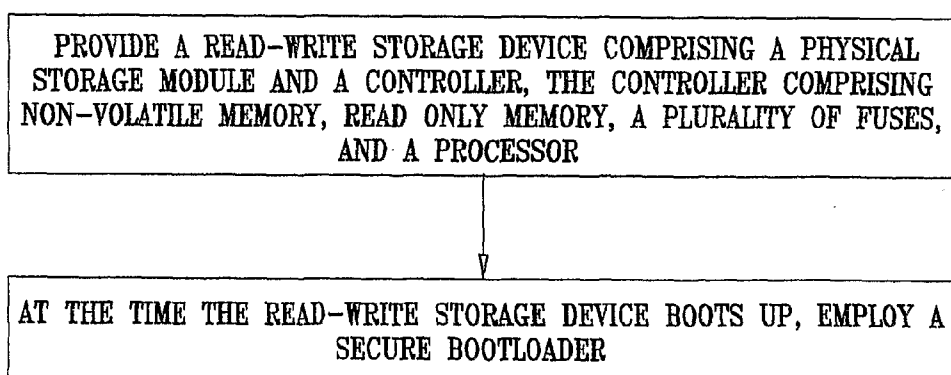 PROVIDE A READ-WRITE STORAGE DEVICE COMPRISING A PHYSICAL
STORAGE MODULE AND A CONTROLLER, THE CONTROLLER COMPRISING
NON-VOLATILE MEMORY, READ ONLY MEMORY, A PLURALITY OF FUSES,
AND A PROCESSOR
AT THE TIME THE READ-WRITE STORAGE DEVICE BOOTS UP, EMPLOY A
SECURE BOOTLOADER